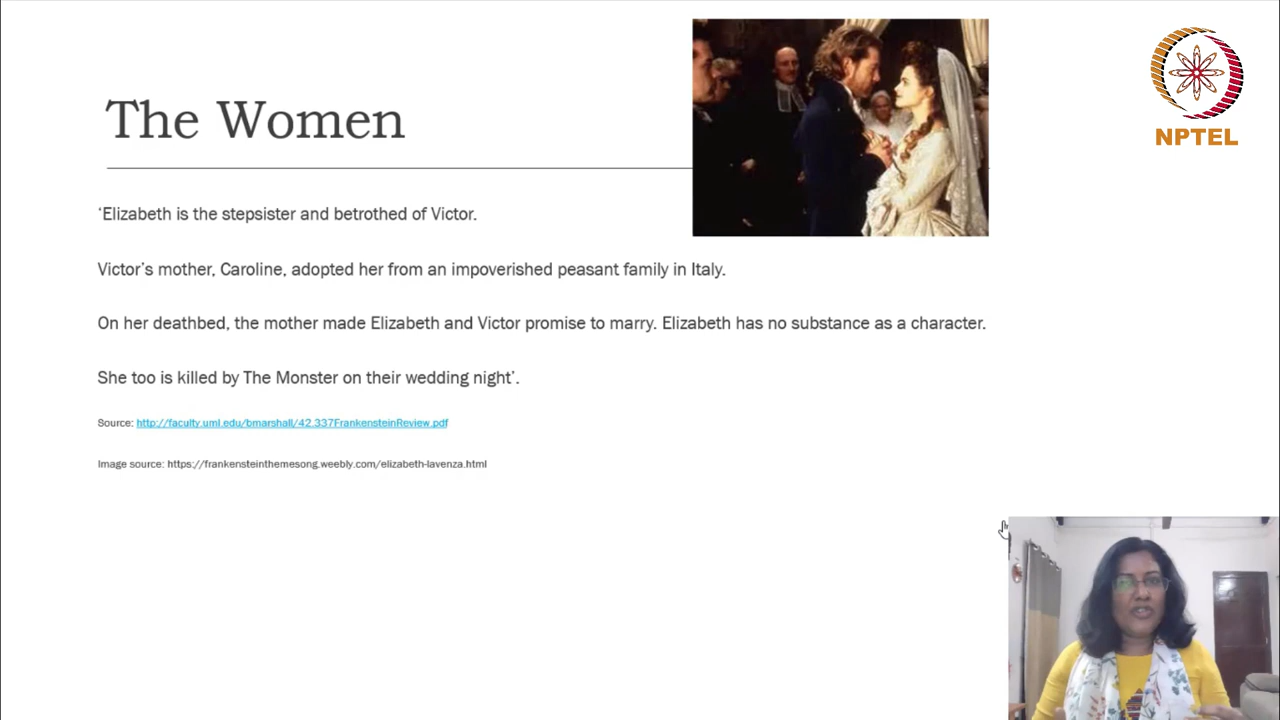 The Women
NPTEL
‘Elizabeth is the stepsister and betrothed of Victor.
Victor’s mother, Caroline, adopted her from an impoverished peasant family in Italy.
On her deathbed, the mother made Elizabeth and Victor promise to marry. Elizabeth has no substance as a character.
She too is killed by The Monster on their wedding night’.
Source: http://faculty.uml.edu/bmarshall/42.337FrankensteinReview.pdf
Image source: https://frankensteinthemesong.weebly.com/elizabeth-lavenza.html